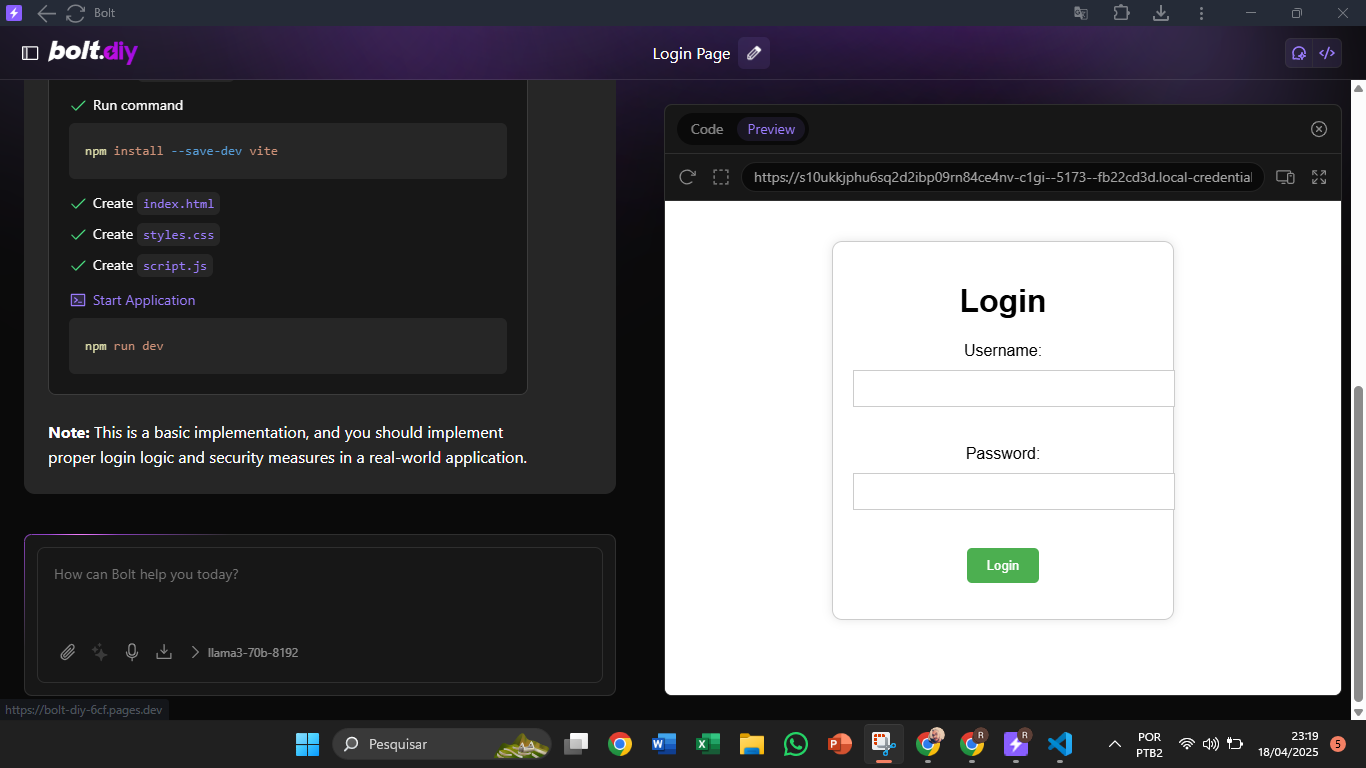 Bolt
bolt.diy
Login Page
Run command
npm install --save-dev vite
Create index.html
Create styles.css
Create script.js
Start Application
npm run dev
Note: This is a basic implementation, and you should implement
proper login logic and security measures in a real-world application.
How can Bolt help you today?
llama3-70b-8192
https://bolt-diy-6cf.pages.dev
Code
Preview
https://s10ukkjphu6sq2d2ibp09rn84ce4nv-c1gi--5173--fb22cd3d.local-credential
Login
Username:
Password:
Login
Pesquisar
R
R
R
POR
PTB2
23:19
18/04/2025
5